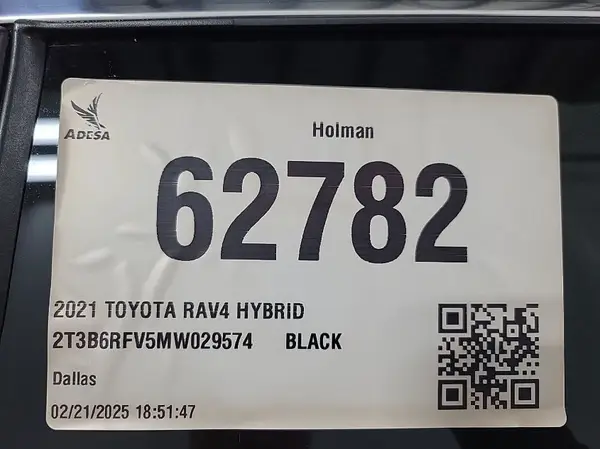 ADESA
Holman
62782
2021 TOYOTA RAV4 HYBRID
2T3B6RFV5MW029574 BLACK
Dallas
02/21/2025 18:51:47